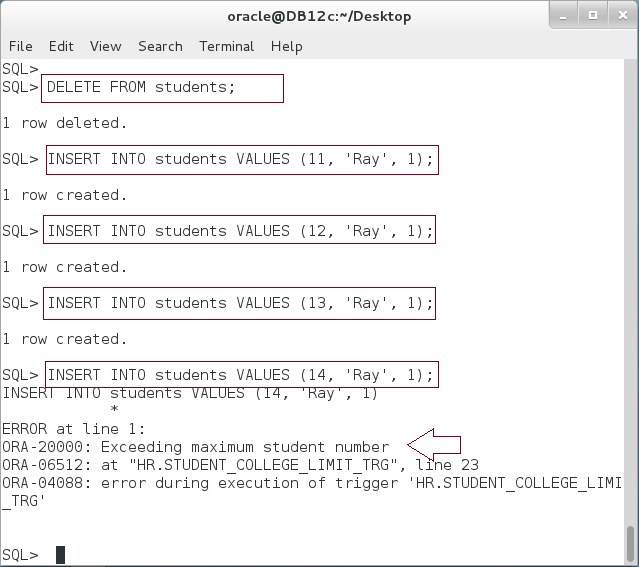 oracle@DB12c:~/Desktop
File Edit View Search Terminal Help
SQL>
SQL> DELETE FROM students;
1 row deleted.
SQL> INSERT INTO students VALUES (11, 'Ray', 1);
1 row created.
SQL> INSERT INTO students VALUES (12, 'Ray', 1);
1 row created.
SQL> INSERT INTO students VALUES (13, 'Ray', 1);
1 row created.
SQL> INSERT INTO students VALUES (14, 'Ray', 1);
INSERT INTO students VALUES (14, 'Ray', 1)
*
ERROR at line 1:
ORA-20000: Exceeding maximum student number
ORA-06512: at "HR.STUDENT_COLLEGE_LIMIT_TRG", line 23
ORA-04088: error during execution of trigger 'HR.STUDENT_COLLEGE_LIMI
_TRG'
SQL>